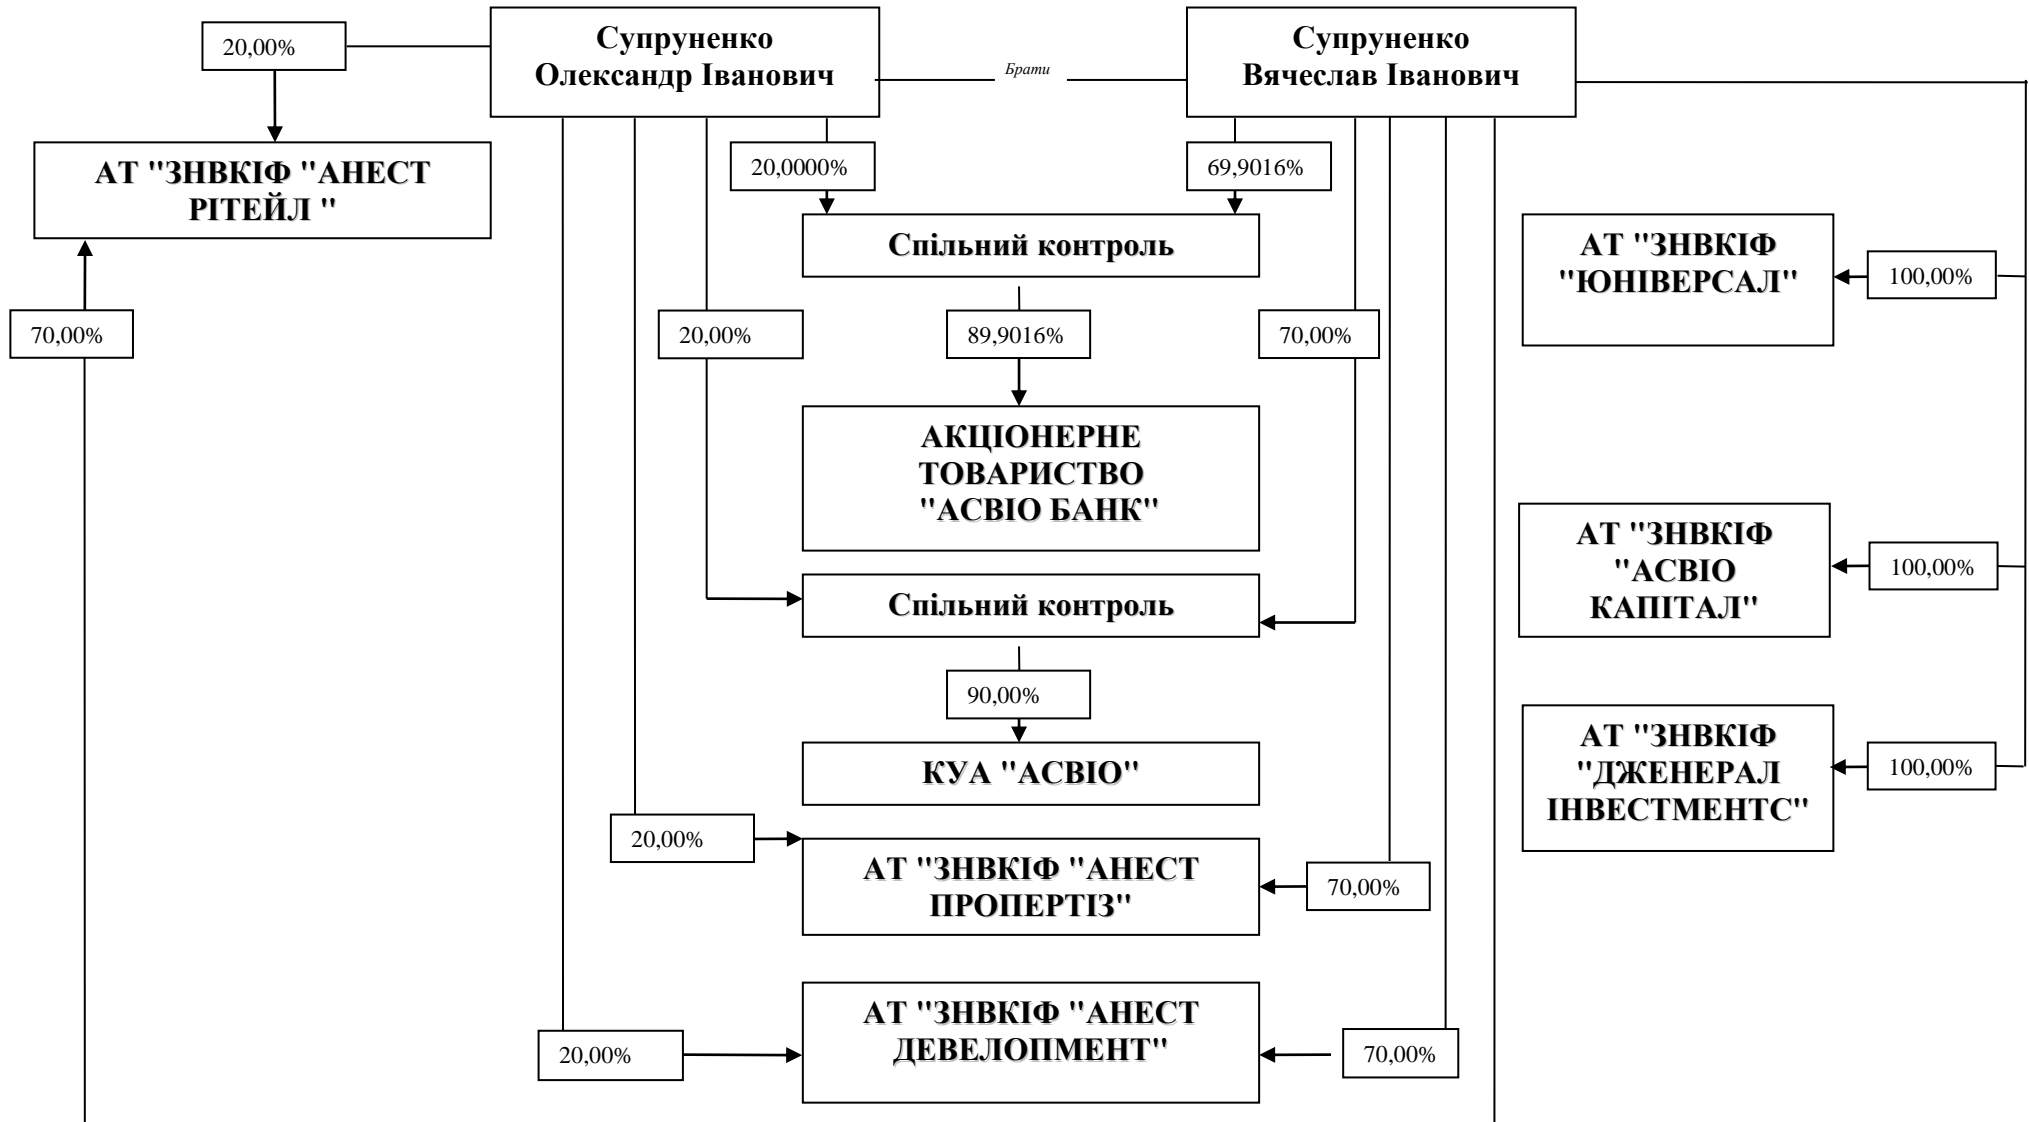 20,00%
Супруненко
Олександр Іванович
Брати
Супруненко
Вячеслав Іванович
АТ "ЗНВКІФ "АНЕСТ
РІТЕЙЛ "
20,0000%
69,9016%
Спільний контроль
АТ "ЗНВКІФ
"ЮНІВЕРСАЛ"
100,00%
70,00%
20,00%
89,9016%
70,00%
АКЦІОНЕРНЕ
ТОВАРИСТВО
"АСВІО БАНК"
АТ "ЗНВКІФ
"АСВІО
КАПІТАЛ"
100,00%
Спільний контроль
90,00%
КУА "АСВІО"
АТ "ЗНВКІФ
"ДЖЕНЕРАЛ
ІНВЕСТМЕНТС"
100,00%
20,00%
АТ "ЗНВКІФ "АНЕСТ
ПРОПЕРТІЗ"
70,00%
20,00%
АТ "ЗНВКІФ "АНЕСТ
ДЕВЕЛОПМЕНТ"
70,00%